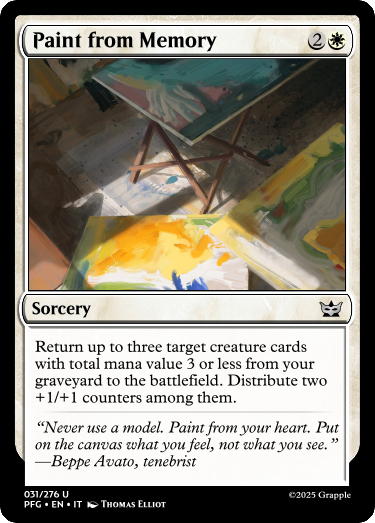 Paint from Memory 2
Sorcery
Return up to three target creature cards
with total mana value 3 or less from your
graveyard to the battlefield. Distribute two
+1/+1 counters among them.
“Never use a model. Paint from your heart. Put
on the canvas what you feel, not what you see.”
—Beppe Avato, tenebrist
031/276 U
PFG • EN • IT Thomas Elliot
©2025 Grapple